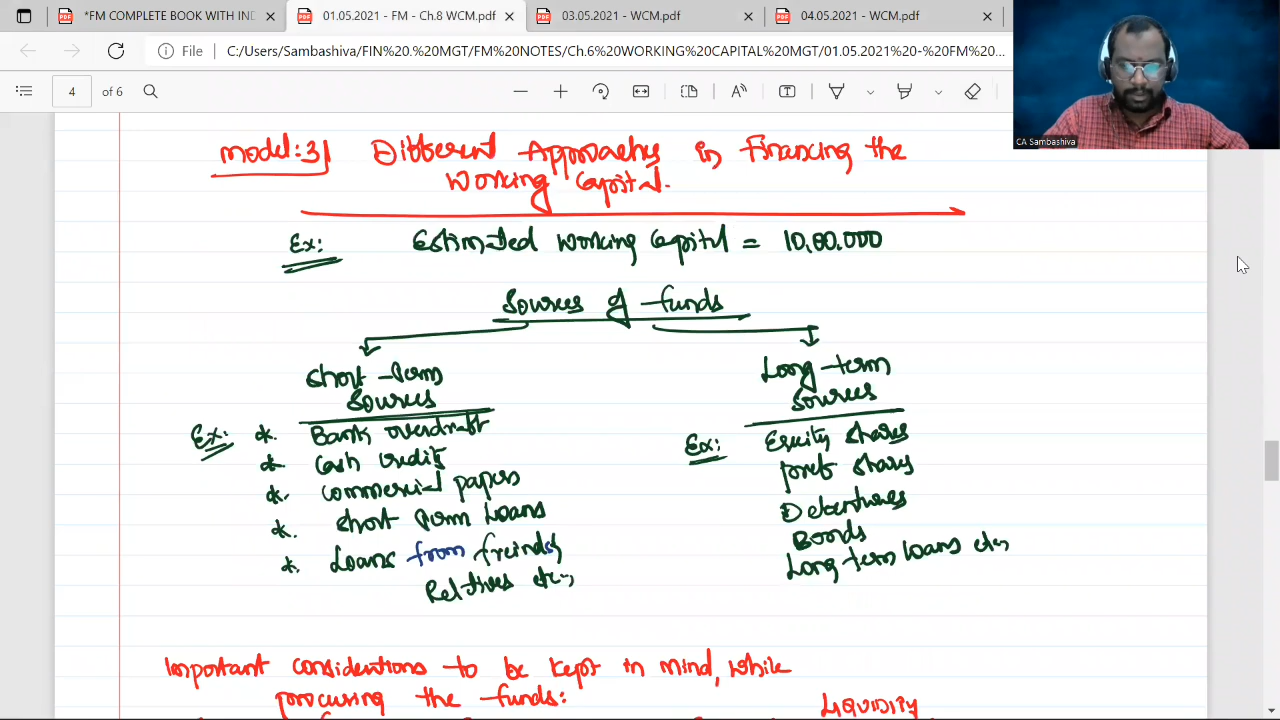 *FM COMPLETE BOOK WITH IND
01.05.2021 - FM - Ch.8 WCM.pdf
03.05.2021 - WCM.pdf
04.05.2021 - WCM.pdf
File
C:/Users/Sambashiva/FIN%20.%20MGT/FM%20NOTES/Ch.6%20WORKING%20CAPITAL%20MGT/01.05.2021%20-%20FM%20...
4 of 6
CA Sambashiva
Model:3| Different Approaches in Financing the
Working Capital.
Ex: Estimated working capital = 10,00,000
Sources of funds
Short-Term
Sources
Ex: *. Bank overdraft
*. Cash credits
*. Commercial papers
*. Short Term Loans
*. Loans from freinds
Reltives etc.,
Long-term
Sources
Ex: Equity shares
pref. shares
Debentures
Bonds
Long term loans etc.,
Important considerations to be kept in mind, while
procuring the funds:
LIQUIDITY